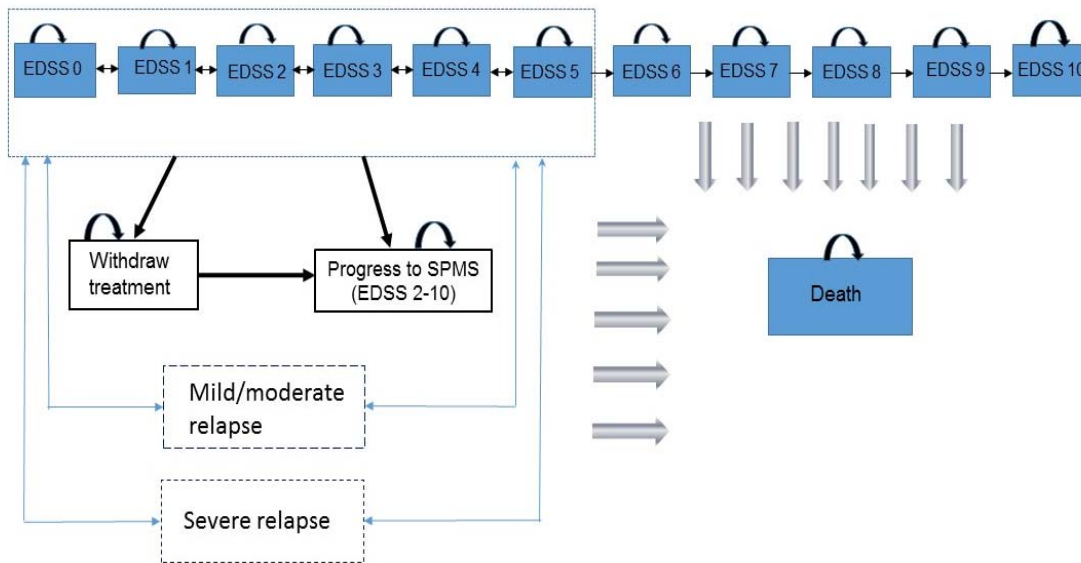 EDSS 0
EDSS 1
EDSS 2
EDSS 3
EDSS 4
EDSS 5
EDSS 6
EDSS 7
EDSS 8
EDSS 9
EDSS 10
Withdraw
treatment
Progress to SPMS
(EDSS 2-10)
Death
Mild/moderate
relapse
Severe relapse